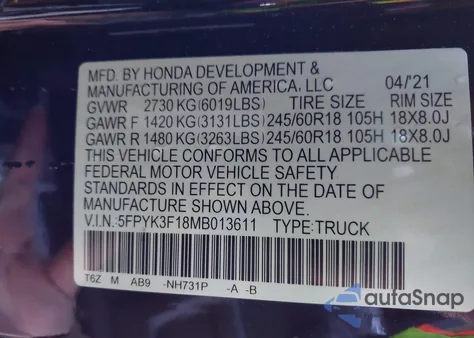 MFD. BY HONDA DEVELOPMENT &
MANUFACTURING OF AMERICA, LLC 04/'21
GVWR 2730 KG(6019LBS) TIRE SIZE RIM SIZE
GAWR F 1420 KG(3131LBS) 245/60R18 105H 18X8.0J
GAWR R 1480 KG(3263LBS) 245/60R18 105H 18X8.0J
THIS VEHICLE CONFORMS TO ALL APPLICABLE
FEDERAL MOTOR VEHICLE SAFETY
STANDARDS IN EFFECT ON THE DATE OF
MANUFACTURE SHOWN ABOVE.
V.I.N.:5FPYK3F18MB013611 TYPE:TRUCK
T6Z M AB9 -NH731P -A -B
autoSnap